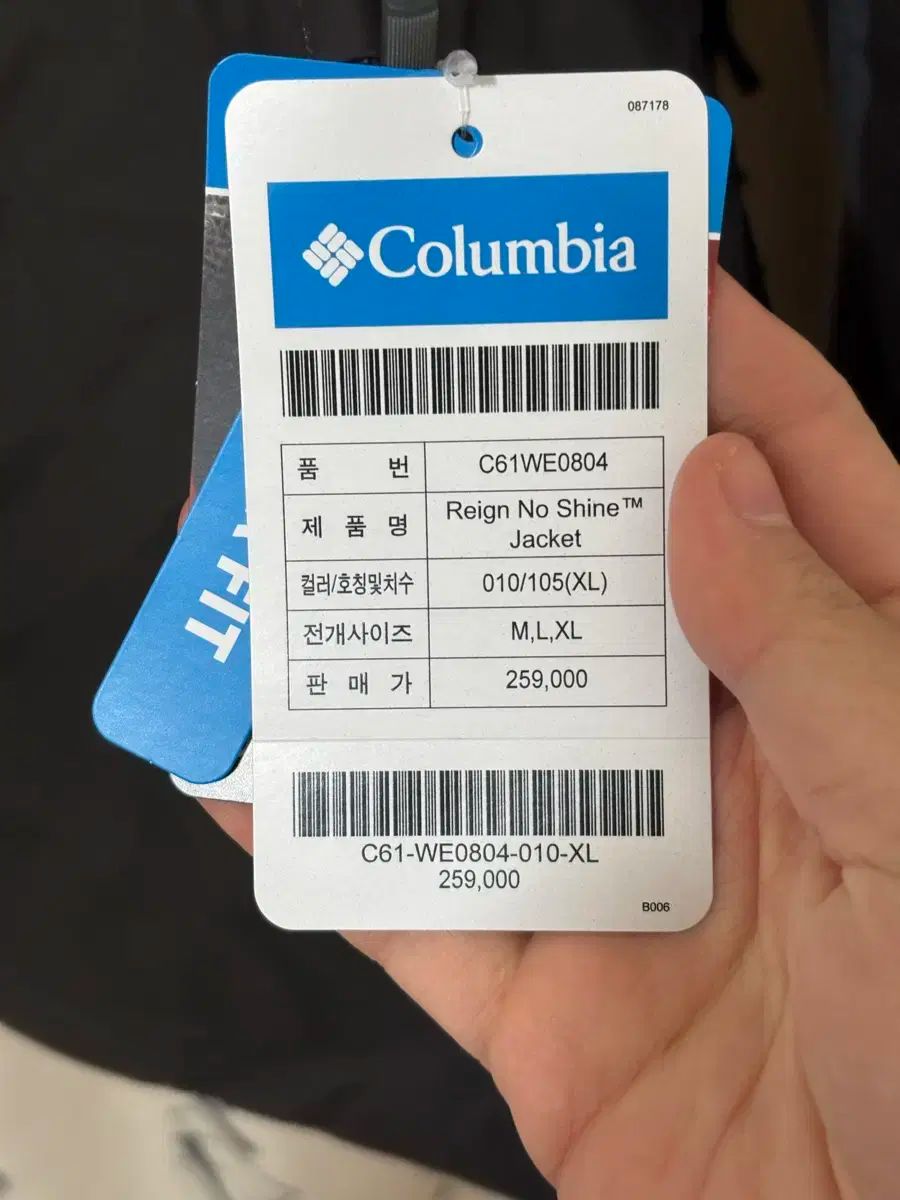 087178
Columbia
품 번 C61WE0804
제 품 명 Reign No Shine™
Jacket
컬러/호칭및치수 010/105(XL)
전개사이즈 M,L,XL
판 매 가 259,000
FIT
C61-WE0804-010-XL
259,000
B006